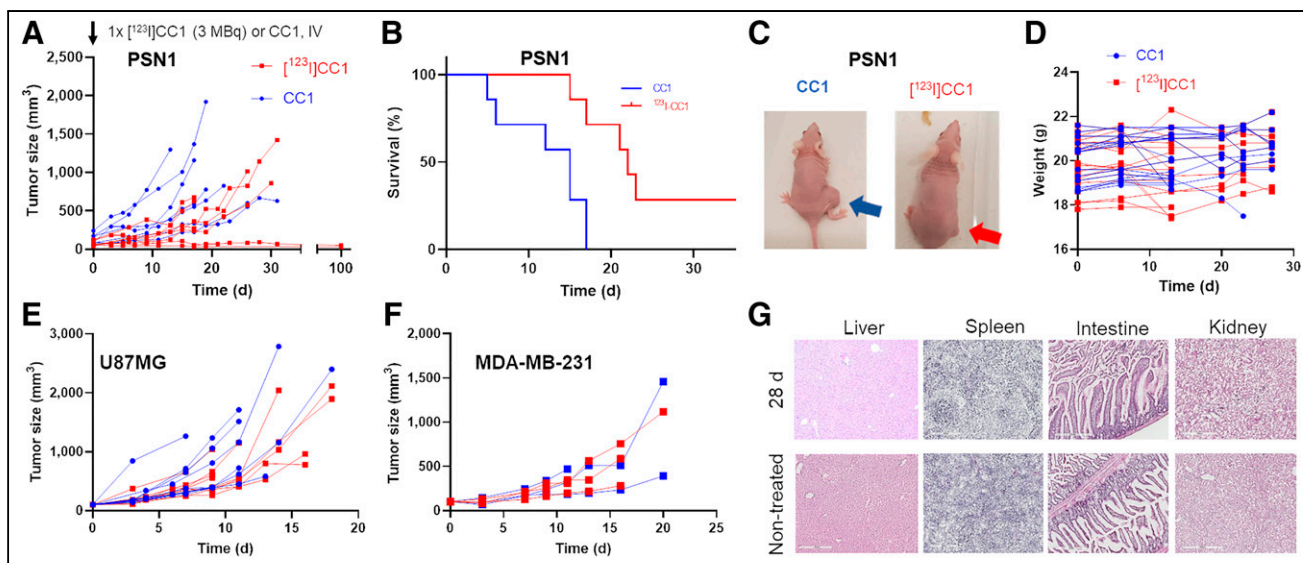 A
1x [¹²³I]CC1 (3 MBq) or CC1, IV
PSN1
[¹²³I]CC1
CC1
Tumor size (mm³)
2,500
2,000
1,500
1,000
500
0
0 10 20 30 100
Time (d)
B
PSN1
CC1
¹²³I-CC1
Survival (%)
100
50
0
0 10 20 30
Time (d)
C
PSN1
CC1
[¹²³I]CC1
D
CC1
[¹²³I]CC1
Weight (g)
24
22
20
18
16
0 10 20 30
Time (d)
E
U87MG
Tumor size (mm³)
3,000
2,000
1,000
0
0 5 10 15 20
Time (d)
F
MDA-MB-231
Tumor size (mm³)
2,000
1,500
1,000
500
0
0 5 10 15 20 25
Time (d)
G
Liver Spleen Intestine Kidney
28 d
Non-treated